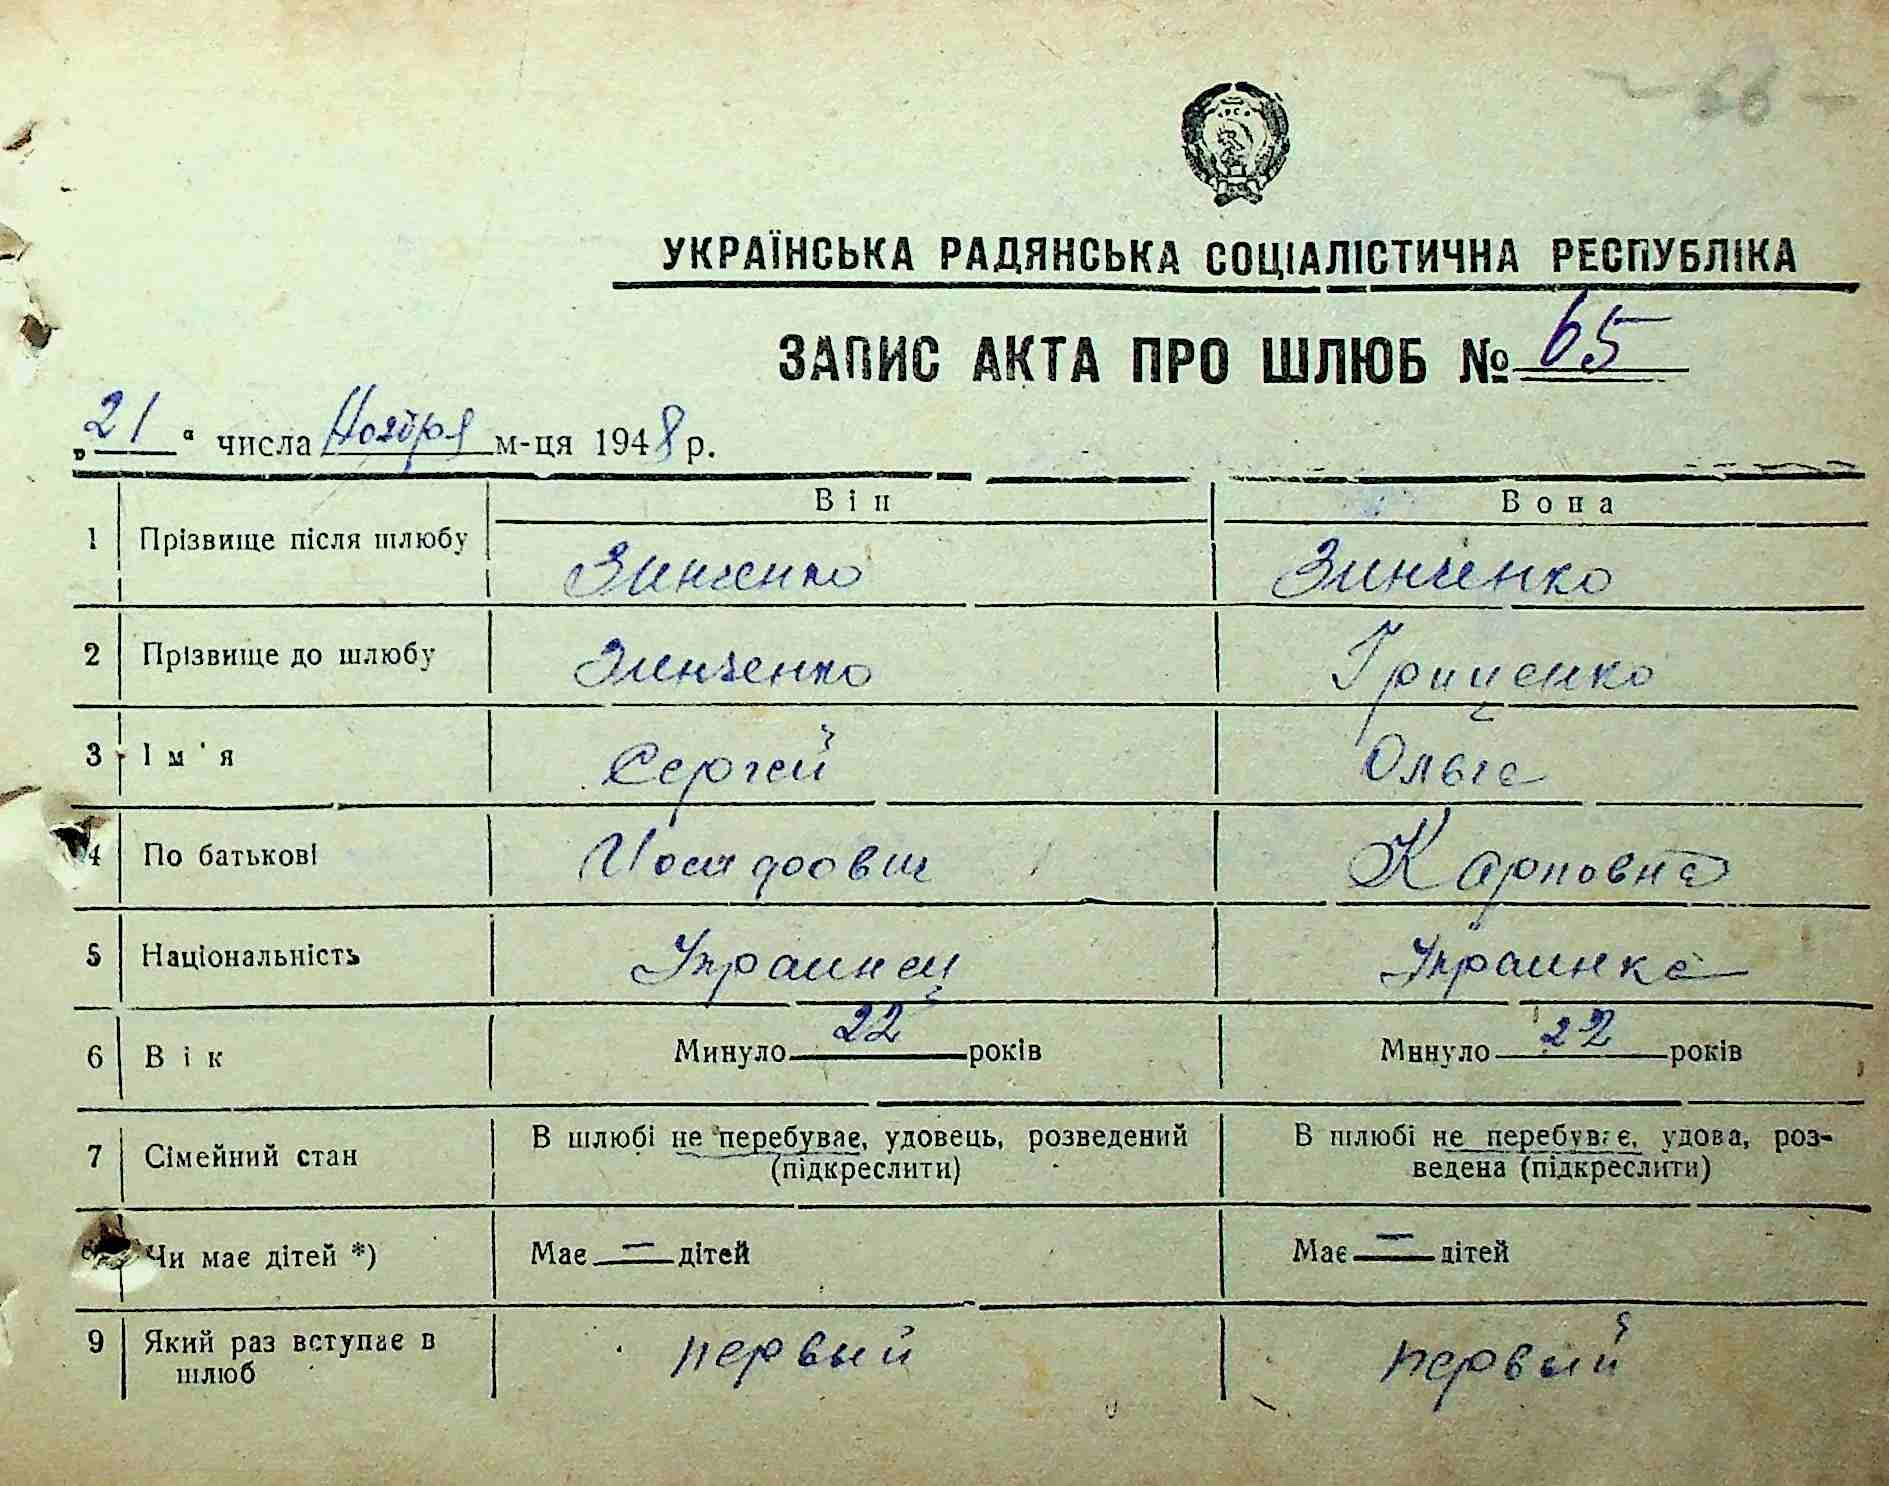 - 66 -
УКРАЇНСЬКА РАДЯНСЬКА СОЦІАЛІСТИЧНА РЕСПУБЛІКА
ЗАПИС АКТА ПРО ШЛЮБ № 65
„21" числа Ноября м-ця 1948 р.
Він Вона
1 Прізвище після шлюбу Зинченко Зинченко
2 Прізвище до шлюбу Зинченко Гриценко
3 Ім'я Сергей Ольга
4 По батькові Иосидович Карповна
5 Національність Украинец Украинка
6 Вік Минуло 22 років Минуло 22 років
7 Сімейний стан В шлюбі не перебуває, удовець, розведений (підкреслити) В шлюбі не перебуває, удова, роз-
ведена (підкреслити)
Чи має дітей *) Має — дітей Має — дітей
9 Який раз вступає в шлюб первый первый